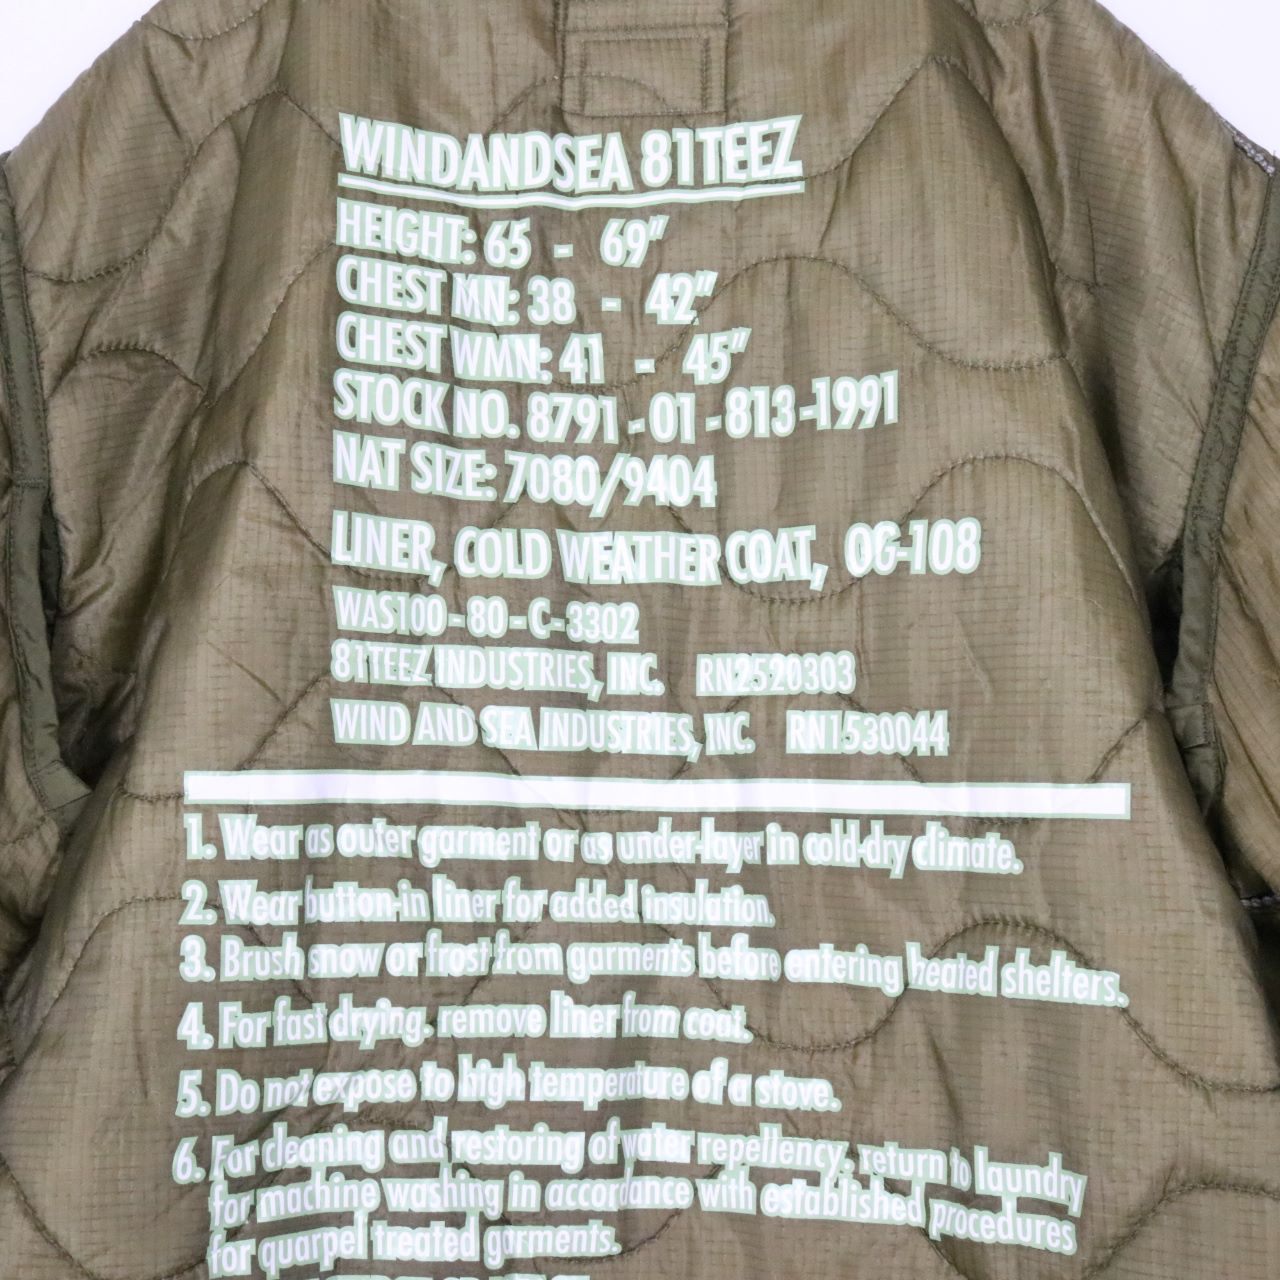 WINDANDSEA 81TEEZ
HEIGHT: 65 - 69"
CHEST MN: 38 - 42"
CHEST WMN: 41 - 45"
STOCK NO. 8791-01-813-1991
NAT SIZE: 7080/9404
LINER, COLD WEATHER COAT, OG-108
WAS100-80-C-3302
81TEEZ INDUSTRIES, INC. RN2520303
WIND AND SEA INDUSTRIES, INC. RN1530044
1. Wear as outer garment or as under-layer in cold-dry climate.
2. Wear button-in liner for added insulation.
3. Brush snow or frost from garments before entering heated shelters.
4. For fast drying. remove liner from coat.
5. Do not expose to high temperature of a stove.
6. For cleaning and restoring of water repellency, return to laundry
for machine washing in accordance with established procedures
for quarpel treated garments.